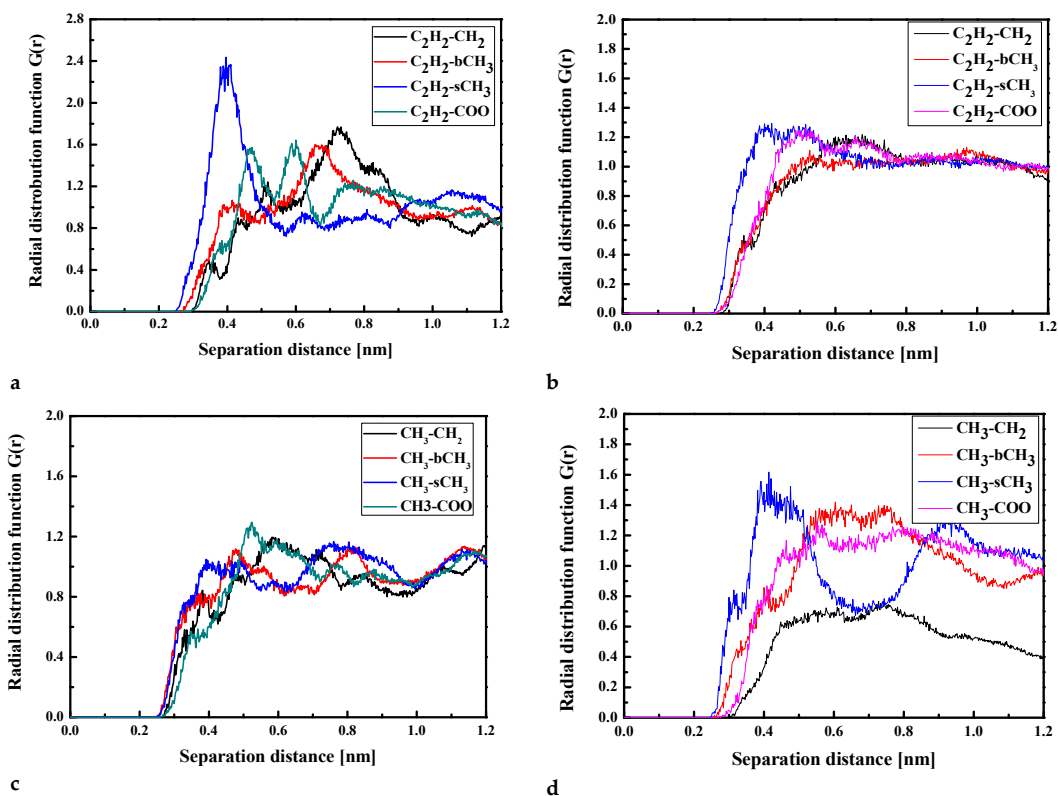 Radial distrobution function G(r)
2.8
2.4
2.0
1.6
1.2
0.8
0.4
0.0
C₂H₂-CH₂
C₂H₂-bCH₃
C₂H₂-sCH₃
C₂H₂-COO
0.0 0.2 0.4 0.6 0.8 1.0 1.2
Separation distance [nm]
a
Radial distribution function G(r)
2.0
1.8
1.6
1.4
1.2
1.0
0.8
0.6
0.4
0.2
0.0
C₂H₂-CH₂
C₂H₂-bCH₃
C₂H₂-sCH₃
C₂H₂-COO
0.0 0.2 0.4 0.6 0.8 1.0 1.2
Separation distance [nm]
b
Radial distribution function G(r)
2.0
1.6
1.2
0.8
0.4
0.0
CH₃-CH₂
CH₃-bCH₃
CH₃-sCH₃
CH3-COO
0.0 0.2 0.4 0.6 0.8 1.0 1.2
Separation distance [nm]
c
Radial distribution function G(r)
2.0
1.8
1.6
1.4
1.2
1.0
0.8
0.6
0.4
0.2
0.0
CH₃-CH₂
CH₃-bCH₃
CH₃-sCH₃
CH₃-COO
0.0 0.2 0.4 0.6 0.8 1.0 1.2
Separation distance [nm]
d